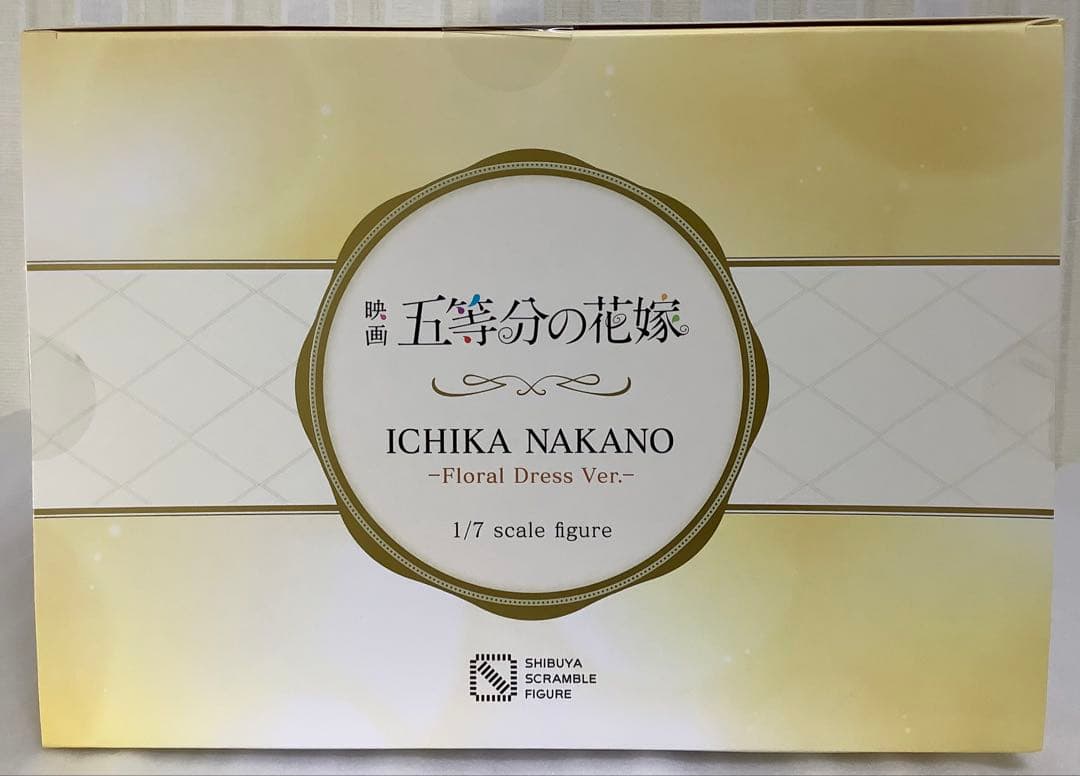 映画 五等分の花嫁
ICHIKA NAKANO
-Floral Dress Ver.-
1/7 scale figure
SHIBUYA
SCRAMBLE
FIGURE